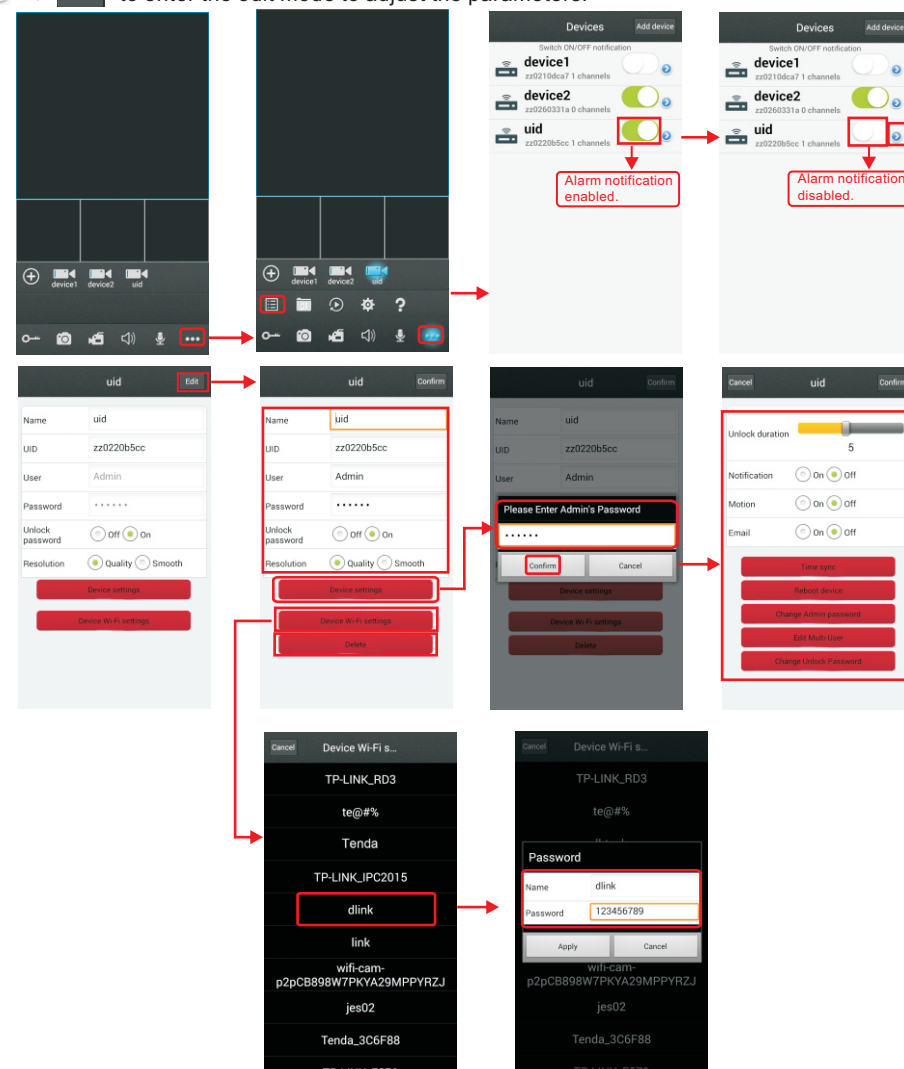 to enter the edit mode to adjust the parameters.
device1
device2
uid
device1
device2
uid
?
Devices
Add device
Switch ON/OFF notification
device1
zz0210dca7 1 channels
device2
zz0260331a 0 channels
uid
zz0220b5cc 1 channels
Alarm notification
enabled.
Devices
Add device
Switch ON/OFF notification
device1
zz0210dca7 1 channels
device2
zz0260331a 0 channels
uid
zz0220b5cc 1 channels
Alarm notification
disabled.
uid
Edit
Name
uid
UID
zz0220b5cc
User
Admin
Password
······
Unlock
password
Off On
Resolution
Quality Smooth
Device settings
Device Wi-Fi settings
uid
Confirm
Name
uid
UID
zz0220b5cc
User
Admin
Password
······
Unlock
password
Off On
Resolution
Quality Smooth
Device settings
Device Wi-Fi settings
Delete
uid
Confirm
Name
uid
UID
zz0220b5cc
User
Admin
Please Enter Admin's Password
······
Confirm
Cancel
Device settings
Device Wi-Fi settings
Delete
Cancel
uid
Confirm
Unlock duration
5
Notification
On Off
Motion
On Off
Email
On Off
Time sync
Reboot device
Change Admin password
Edit Multi User
Change Unlock Password
Cancel
Device Wi-Fi s...
TP-LINK_RD3
te@#%
Tenda
TP-LINK_IPC2015
dlink
link
wifi-cam-
p2pCB898W7PKYA29MPPYRZJ
jes02
Tenda_3C6F88
Cancel
Device Wi-Fi s...
TP-LINK_RD3
te@#%
Password
Name
dlink
Password
123456789
Apply
Cancel
wifi-cam-
p2pCB898W7PKYA29MPPYRZJ
jes02
Tenda_3C6F88